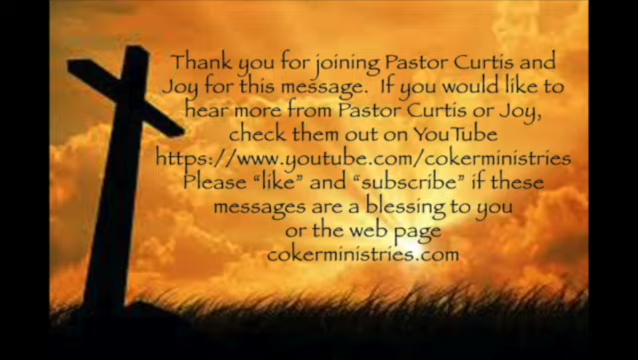 Thank you for joining Pastor Curtis and
Joy for this message. If you would like to
hear more from Pastor Curtis or Joy,
check them out on YouTube
https://www.youtube.com/cokerministries
Please “like” and “subscribe” if these
messages are a blessing to you
or the web page
cokerministries.com